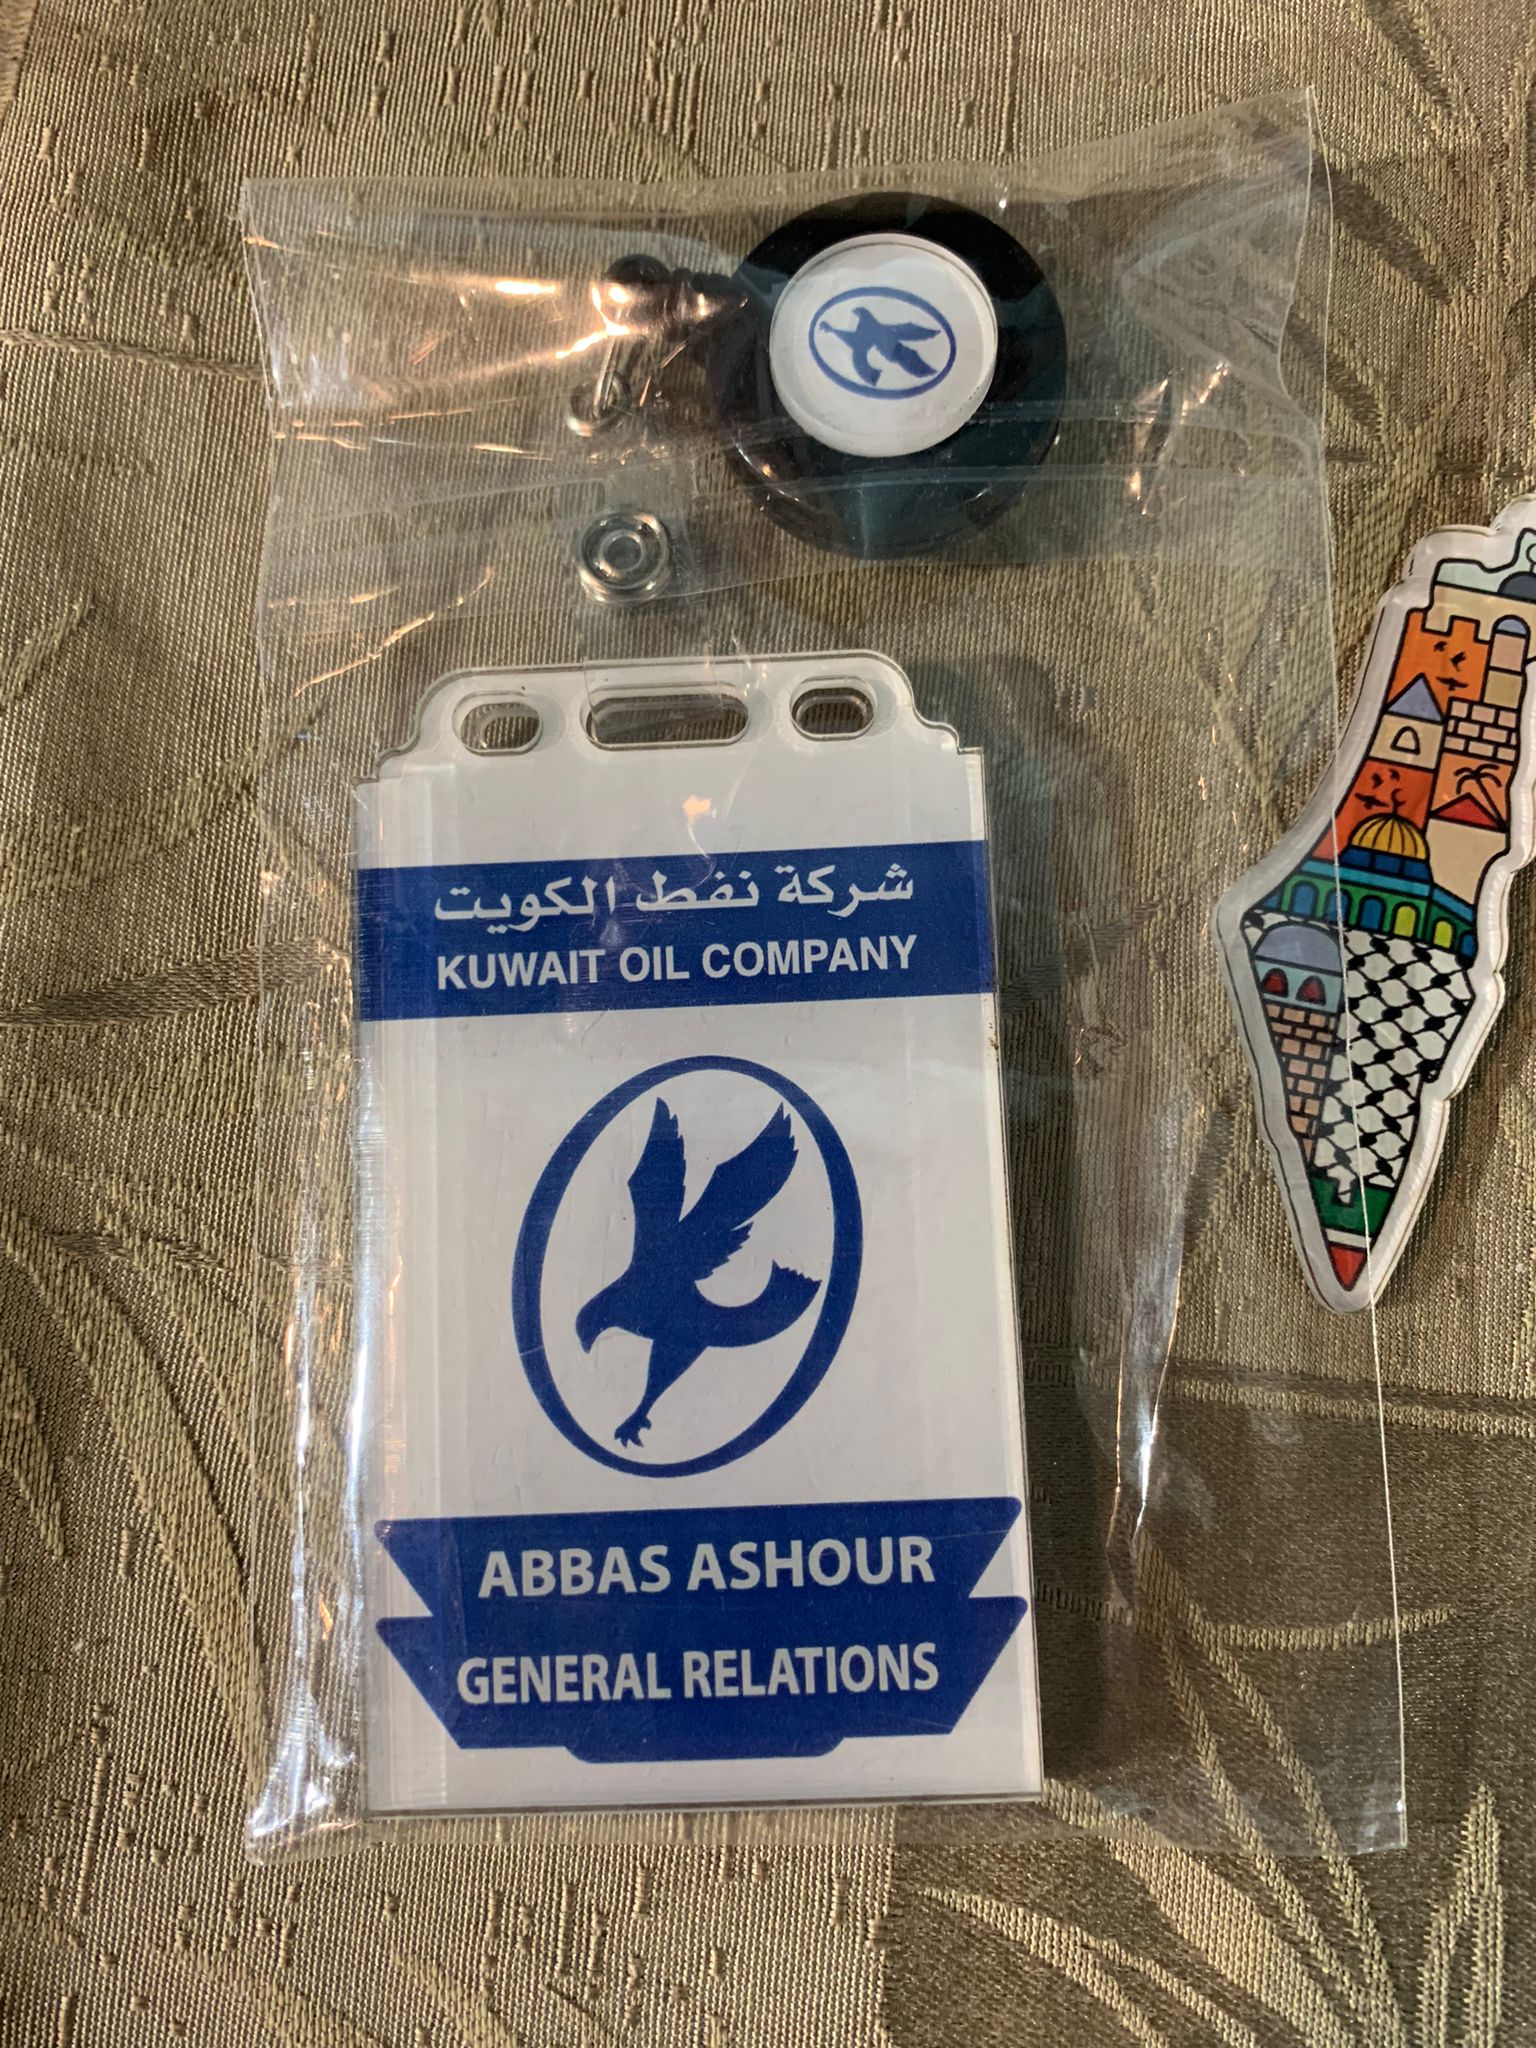 شركة نفط الكويت
KUWAIT OIL COMPANY
ABBAS ASHOUR
GENERAL RELATIONS